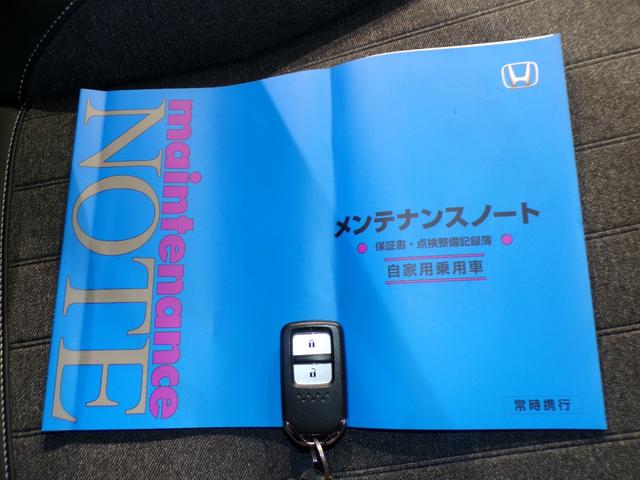 maintenance
NOTE
メンテナンスノート
保証書・点検整備記録簿
自家用乗用車
常時携行